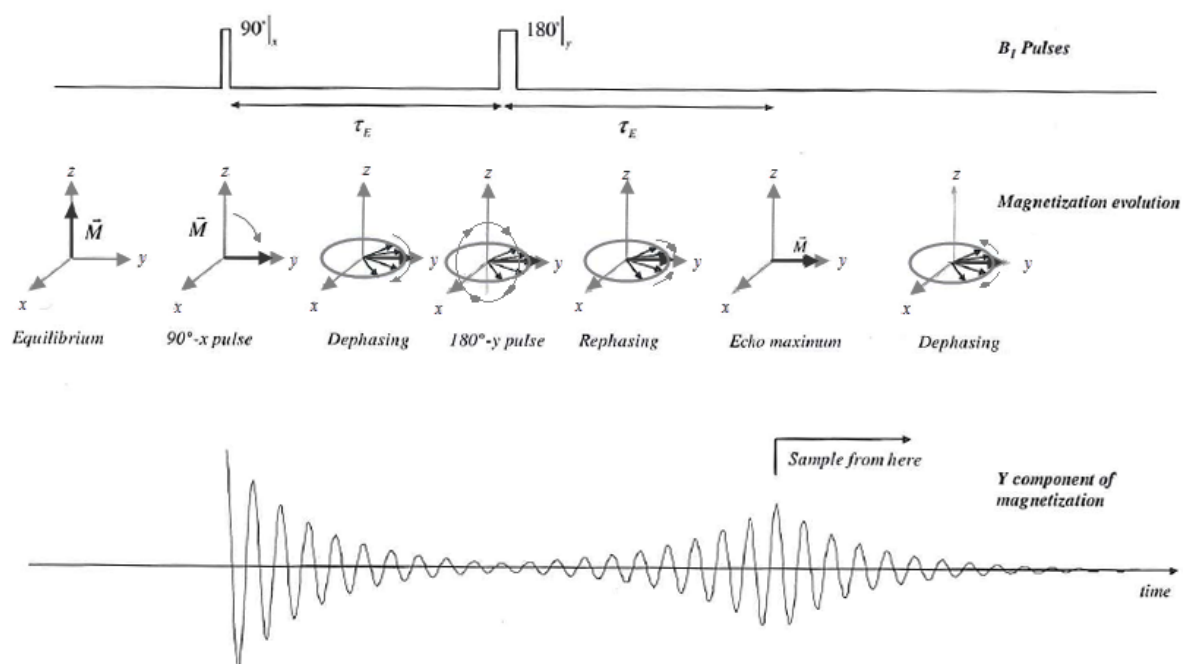 90°|x
180°|y
B1 Pulses
τE
τE
z
z
z
z
z
z
z
M⃗
M⃗
M⃗
Magnetization evolution
y
y
y
y
y
y
y
x
x
x
x
x
x
x
Equilibrium
90°-x pulse
Dephasing
180°-y pulse
Rephasing
Echo maximum
Dephasing
Sample from here
Y component of
magnetization
time